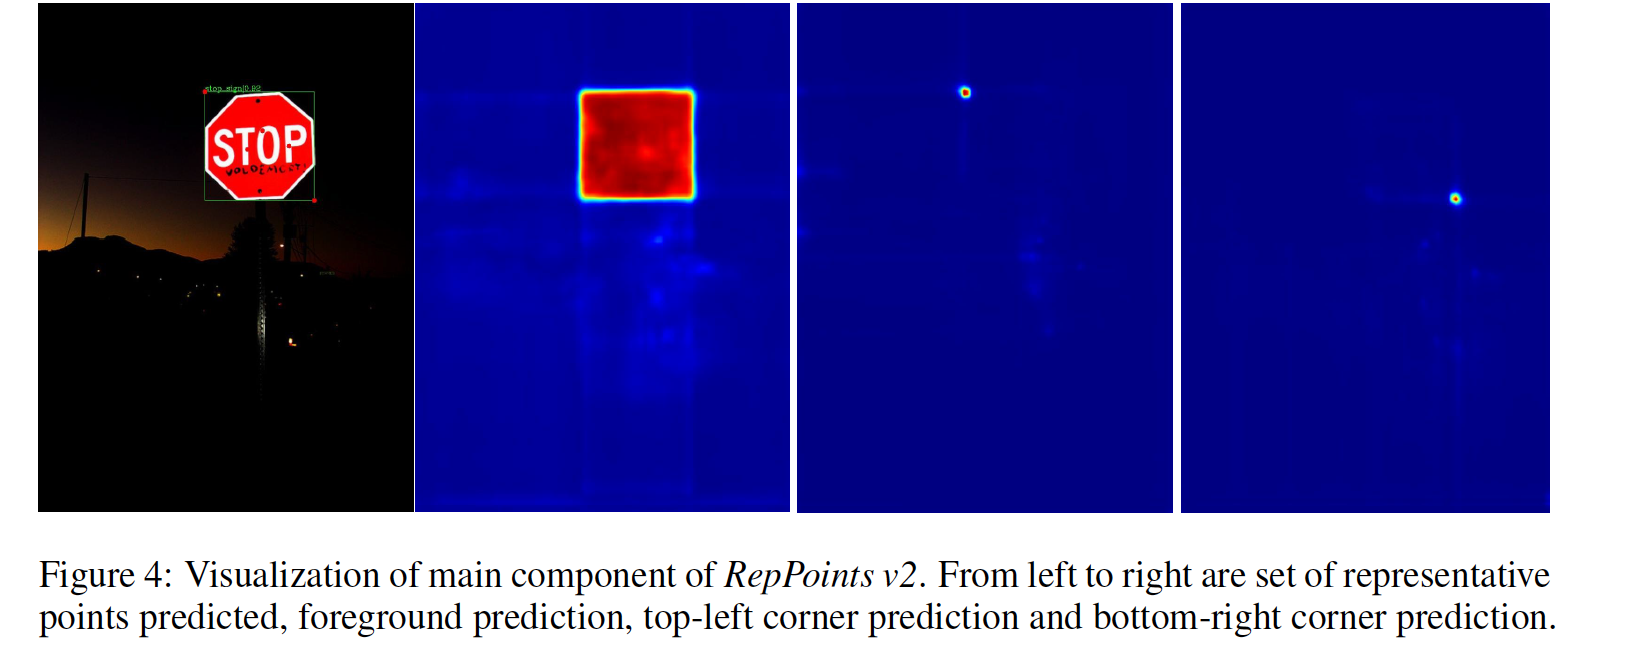 stop_sign|0.92
STOP
VOLDEMORT!
Figure 4: Visualization of main component of RepPoints v2. From left to right are set of representative
points predicted, foreground prediction, top-left corner prediction and bottom-right corner prediction.